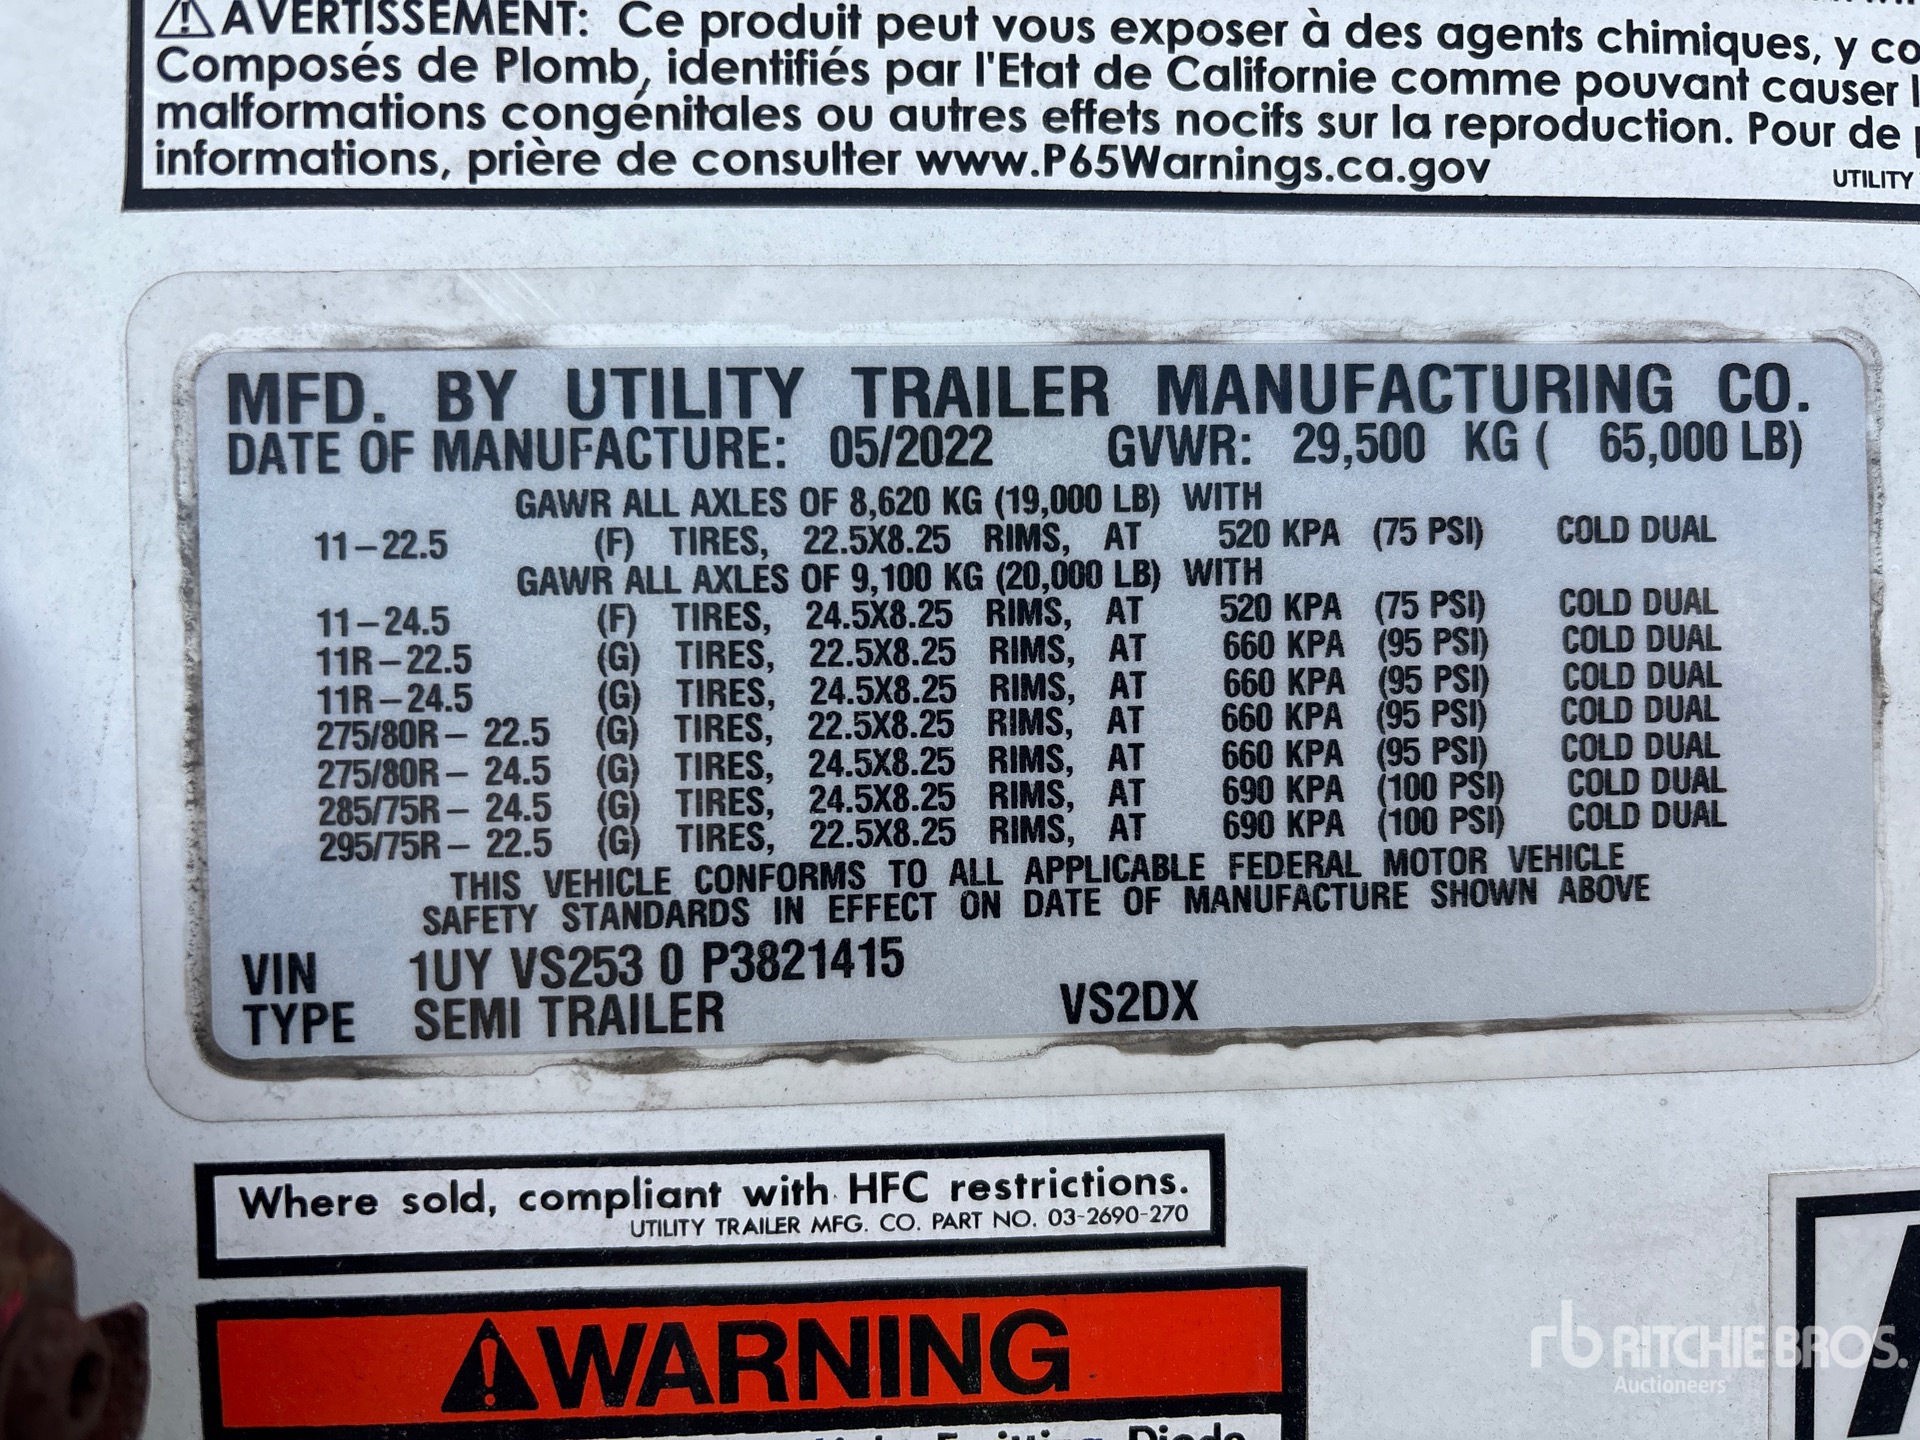 ⚠ AVERTISSEMENT: Ce produit peut vous exposer à des agents chimiques, y co
Composés de Plomb, identifiés par l'Etat de Californie comme pouvant causer l
malformations congénitales ou autres effets nocifs sur la reproduction. Pour de p
informations, prière de consulter www.P65Warnings.ca.gov
UTILITY
MFD. BY UTILITY TRAILER MANUFACTURING CO.
DATE OF MANUFACTURE: 05/2022 GVWR: 29,500 KG ( 65,000 LB)
GAWR ALL AXLES OF 8,620 KG (19,000 LB) WITH
11-22.5 (F) TIRES, 22.5X8.25 RIMS, AT 520 KPA (75 PSI) COLD DUAL
GAWR ALL AXLES OF 9,100 KG (20,000 LB) WITH
11-24.5 (F) TIRES, 24.5X8.25 RIMS, AT 520 KPA (75 PSI) COLD DUAL
11R-22.5 (G) TIRES, 22.5X8.25 RIMS, AT 660 KPA (95 PSI) COLD DUAL
11R-24.5 (G) TIRES, 24.5X8.25 RIMS, AT 660 KPA (95 PSI) COLD DUAL
275/80R- 22.5 (G) TIRES, 22.5X8.25 RIMS, AT 660 KPA (95 PSI) COLD DUAL
275/80R- 24.5 (G) TIRES, 24.5X8.25 RIMS, AT 660 KPA (95 PSI) COLD DUAL
285/75R- 24.5 (G) TIRES, 24.5X8.25 RIMS, AT 690 KPA (100 PSI) COLD DUAL
295/75R- 22.5 (G) TIRES, 22.5X8.25 RIMS, AT 690 KPA (100 PSI) COLD DUAL
THIS VEHICLE CONFORMS TO ALL APPLICABLE FEDERAL MOTOR VEHICLE
SAFETY STANDARDS IN EFFECT ON DATE OF MANUFACTURE SHOWN ABOVE
VIN 1UY VS253 0 P3821415
TYPE SEMI TRAILER VS2DX
Where sold, compliant with HFC restrictions.
UTILITY TRAILER MFG. CO. PART NO. 03-2690-270
⚠WARNING
Emitting Diode
rb RITCHIE BROS.
Auctioneers